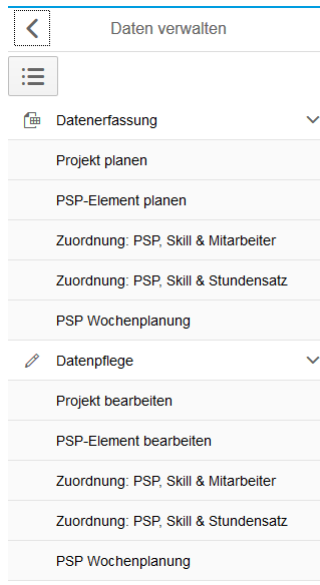 Daten verwalten
Datenerfassung
Projekt planen
PSP-Element planen
Zuordnung: PSP, Skill & Mitarbeiter
Zuordnung: PSP, Skill & Stundensatz
PSP Wochenplanung
Datenpflege
Projekt bearbeiten
PSP-Element bearbeiten
Zuordnung: PSP, Skill & Mitarbeiter
Zuordnung: PSP, Skill & Stundensatz
PSP Wochenplanung